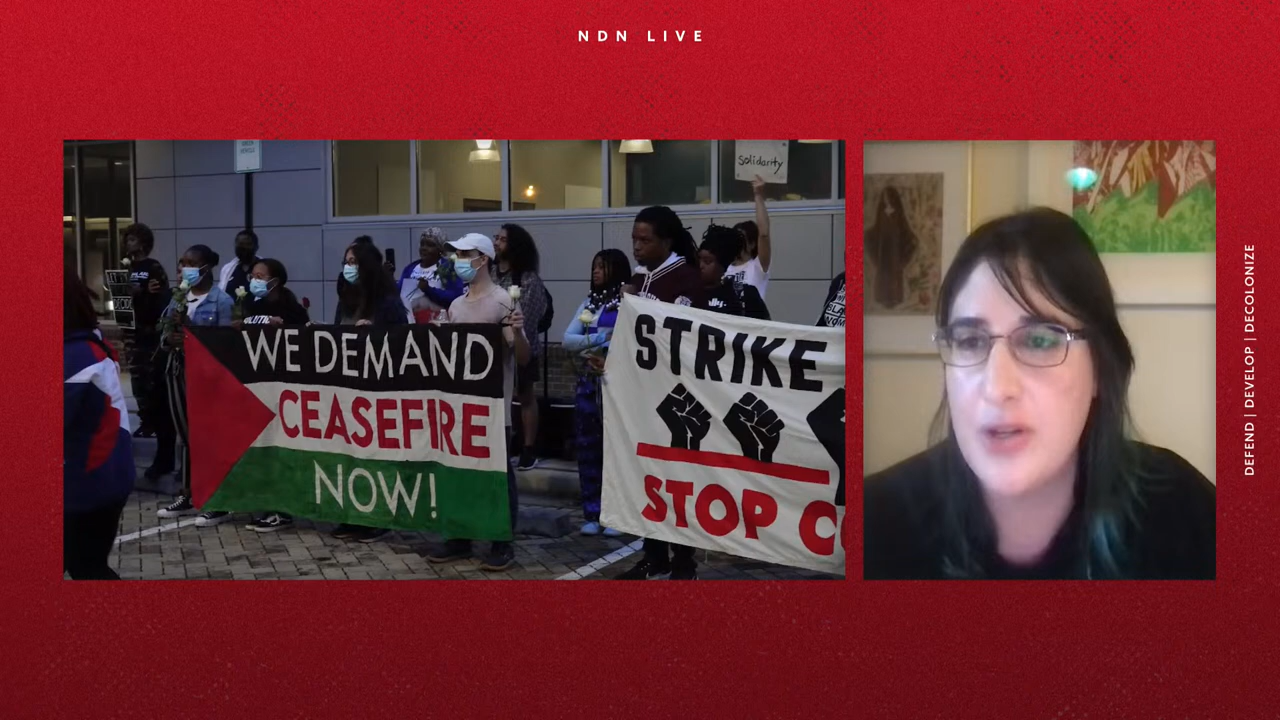 NDN LIVE
Solidarity
WE DEMAND
CEASEFIRE
NOW!
STRIKE
STOP C
DEFEND | DEVELOP | DECOLONIZE